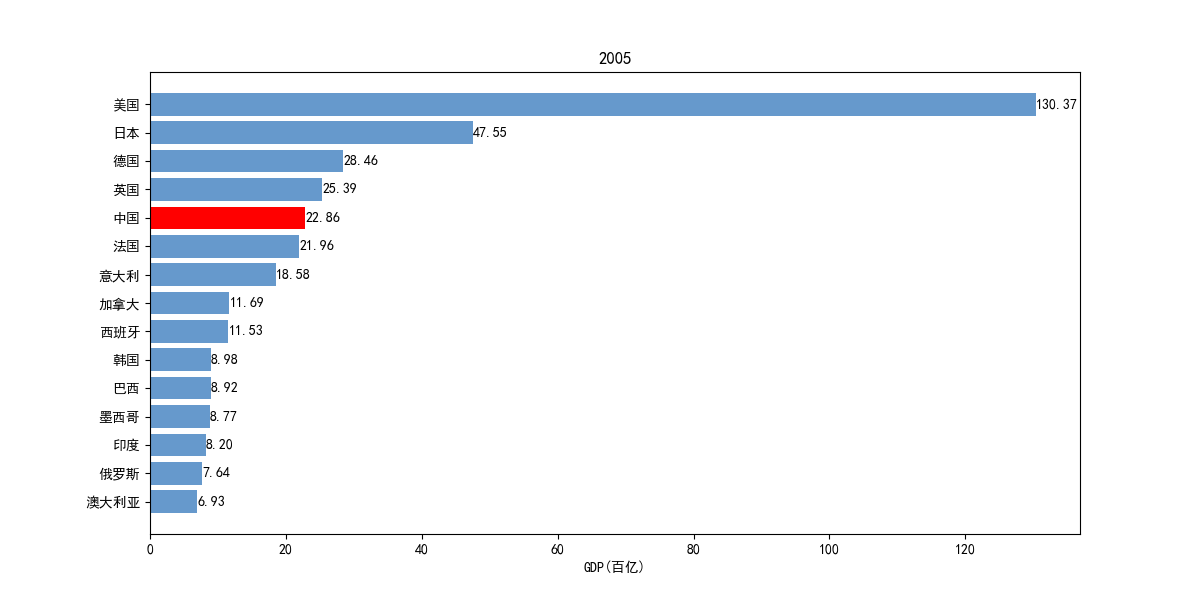 2005
美国 130.37
日本 47.55
德国 28.46
英国 25.39
中国 22.86
法国 21.96
意大利 18.58
加拿大 11.69
西班牙 11.53
韩国 8.98
巴西 8.92
墨西哥 8.77
印度 8.20
俄罗斯 7.64
澳大利亚 6.93
0 20 40 60 80 100 120
GDP(百亿)